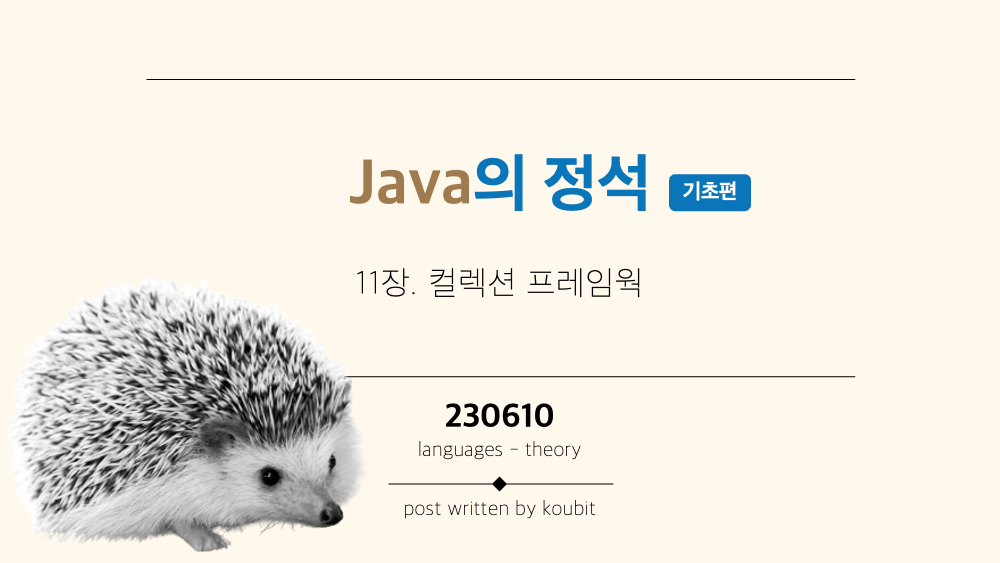 Java의 정석 기초편
11장. 컬렉션 프레임웍
230610
languages - theory
post written by koubit